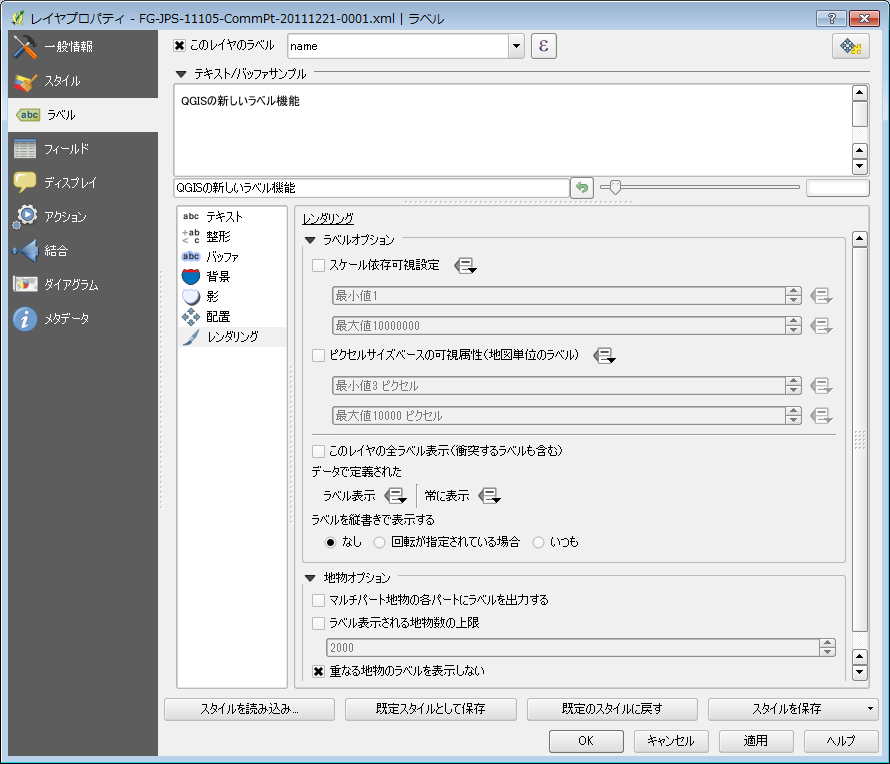 レイヤプロパティ - FG-JPS-11105-CommPt-20111221-0001.xml | ラベル
一般情報
スタイル
abc ラベル
フィールド
ディスプレイ
アクション
結合
ダイアグラム
メタデータ
このレイヤのラベル name ε
テキスト/バッファサンプル
QGISの新しいラベル機能
QGISの新しいラベル機能
abc テキスト
+ab < c 整形
abc バッファ
背景
影
配置
レンダリング
レンダリング
ラベルオプション
スケール依存可視設定
最小値1
最大値10000000
ピクセルサイズベースの可視属性(地図単位のラベル)
最小値3 ピクセル
最大値10000 ピクセル
このレイヤの全ラベル表示(衝突するラベルも含む)
データで定義された
ラベル表示 常に表示
ラベルを縦書きで表示する
なし 回転が指定されている場合 いつも
地物オプション
マルチパート地物の各パートにラベルを出力する
ラベル表示される地物数の上限
2000
重なる地物のラベルを表示しない
スタイルを読み込み... 既定スタイルとして保存 既定のスタイルに戻す スタイルを保存
OK キャンセル 適用 ヘルプ